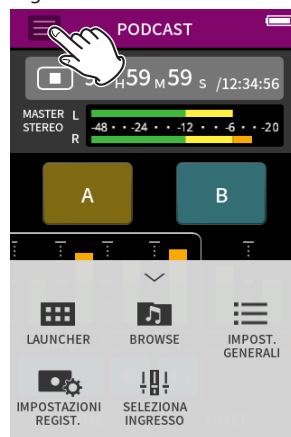 PODCAST
H59 M59 S /12:34:56
MASTER L
STEREO
-48 · · -24 · · -12 · · -6 · · -20
R
A
B
LAUNCHER
BROWSE
IMPOST.
GENERALI
IMPOSTAZIONI
REGIST.
SELEZIONA
INGRESSO